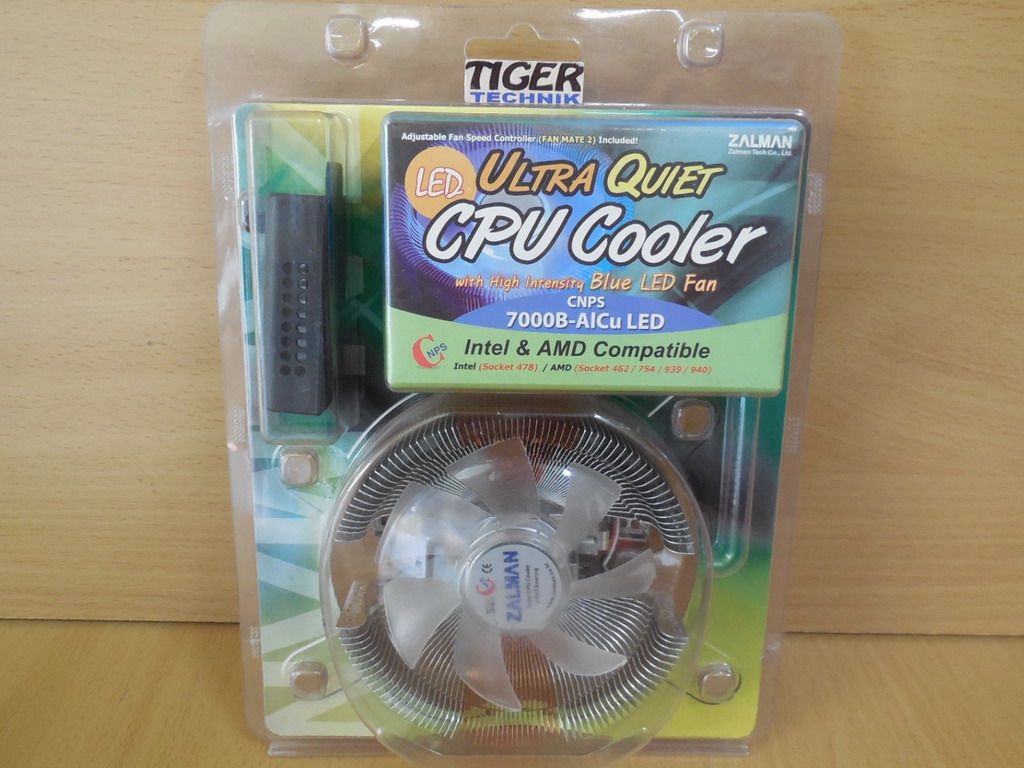 TIGER
TECHNIK
Adjustable Fan Speed Controller (FAN MATE 2) Included!
ZALMAN
Zalman Tech Co., Ltd.
LED ULTRA QUIET
CPU Cooler
with High Intensity Blue LED Fan
CNPS
7000B-AlCu LED
CNPS
Intel & AMD Compatible
Intel (Socket 478) / AMD (Socket 462 / 754 / 939 / 940)
CE
ZALMAN